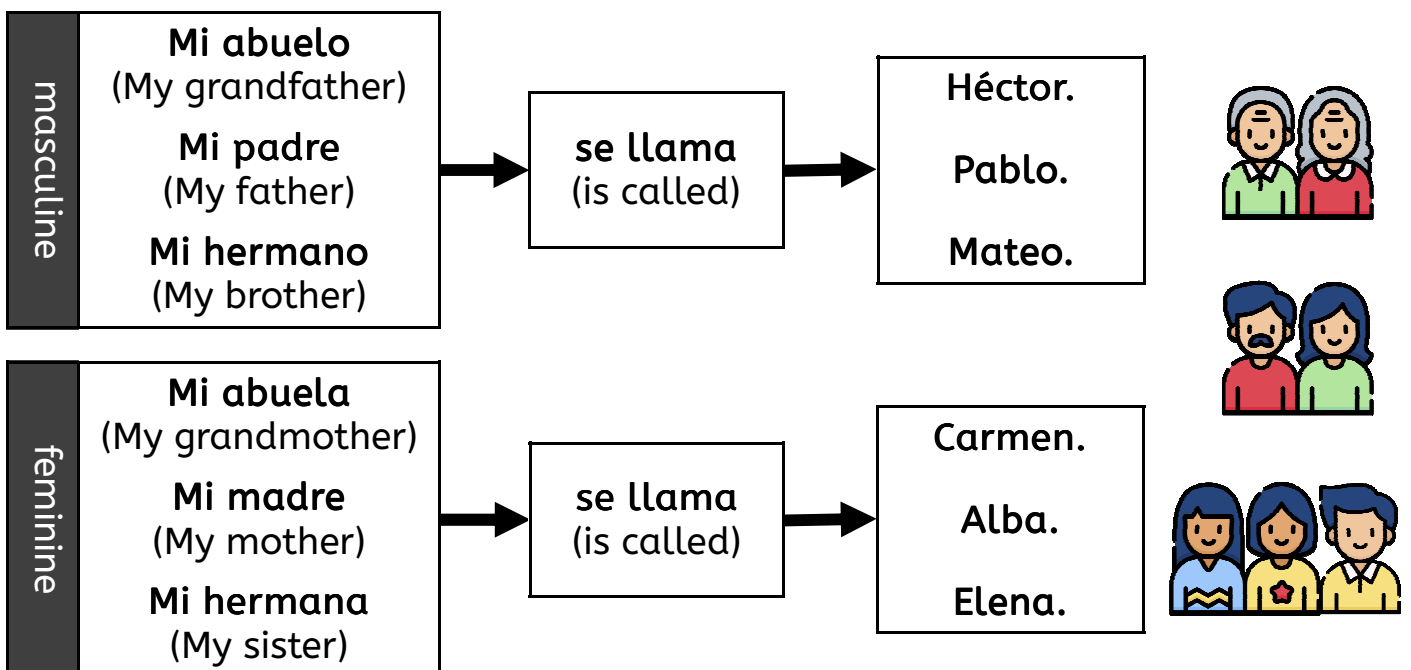 masculine
Mi abuelo
(My grandfather)
Mi padre
(My father)
Mi hermano
(My brother)
se llama
(is called)
Héctor.
Pablo.
Mateo.
feminine
Mi abuela
(My grandmother)
Mi madre
(My mother)
Mi hermana
(My sister)
se llama
(is called)
Carmen.
Alba.
Elena.